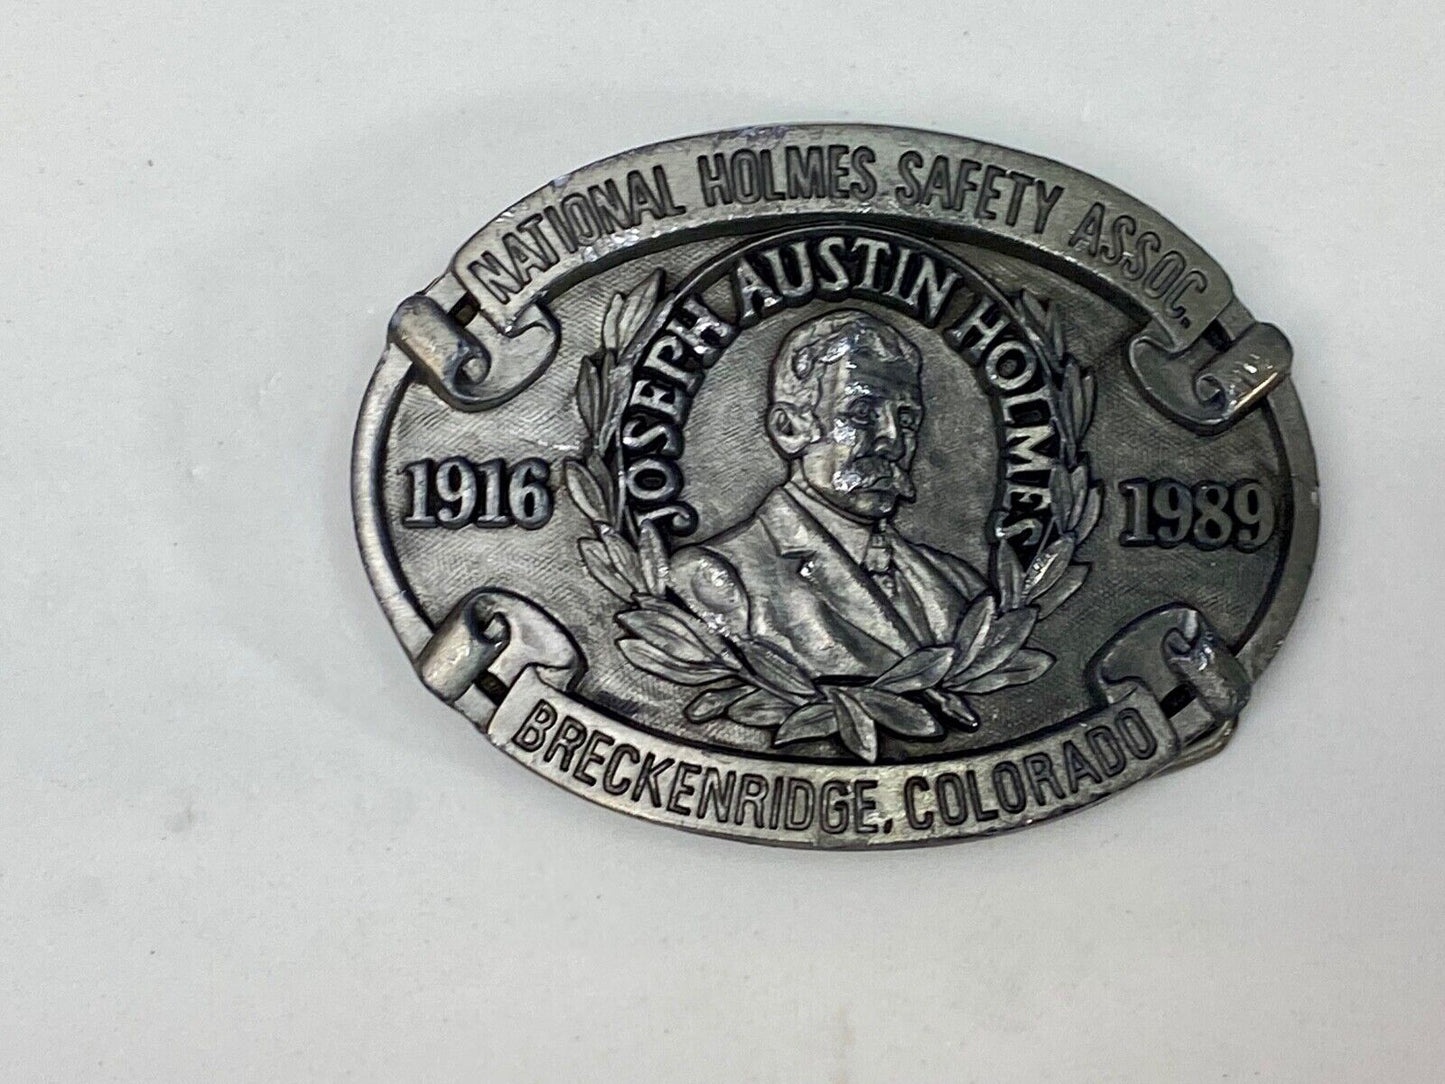 NATIONAL HOLMES SAFETY ASSOC.
JOSEPH AUSTIN HOLMES
1916
1989
BRECKENRIDGE, COLORADO